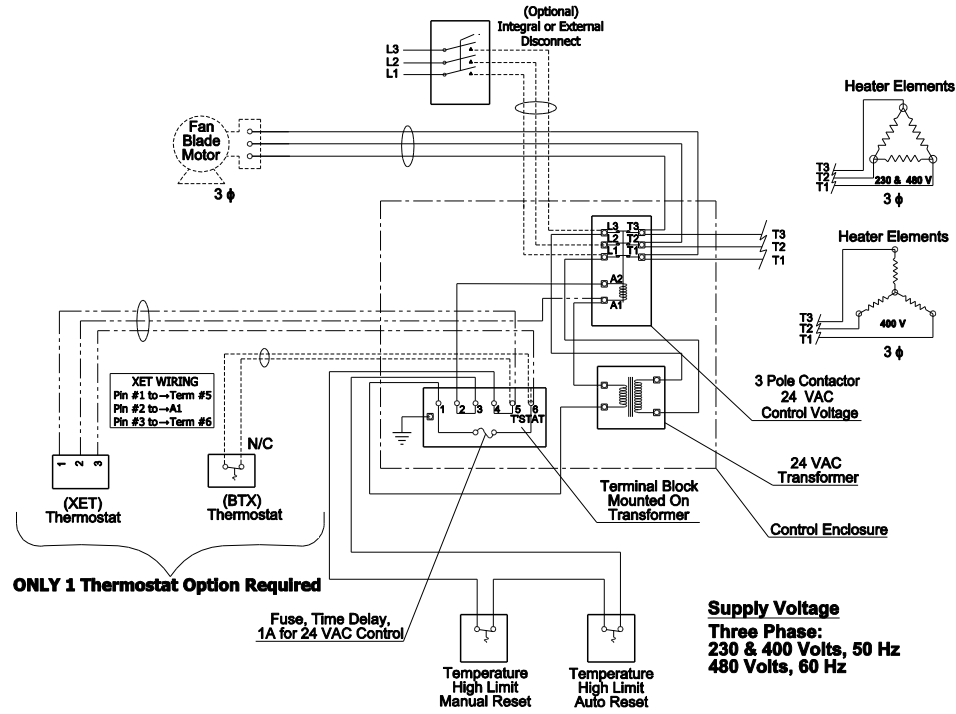 (Optional)
Integral or External
Disconnect
L3
L2
L1
Fan
Blade
Motor
3 ϕ
Heater Elements
T3
T2
T1
230 & 480 V
3 ϕ
Heater Elements
T3
T2
T1
400 V
3 ϕ
L3 T3
L2 T2
L1 T1
A2
A1
T3
T2
T1
XET WIRING
Pin #1 to→Term #5
Pin #2 to→A1
Pin #3 to→Term #6
1 2 3 4 5 6
T'STAT
3 Pole Contactor
24 VAC
Control Voltage
24 VAC
Transformer
Terminal Block
Mounted On
Transformer
Control Enclosure
1 2 3
(XET)
Thermostat
N/C
(BTX)
Thermostat
ONLY 1 Thermostat Option Required
Fuse, Time Delay,
1A for 24 VAC Control
Temperature
High Limit
Manual Reset
Temperature
High Limit
Auto Reset
Supply Voltage
Three Phase:
230 & 400 Volts, 50 Hz
480 Volts, 60 Hz